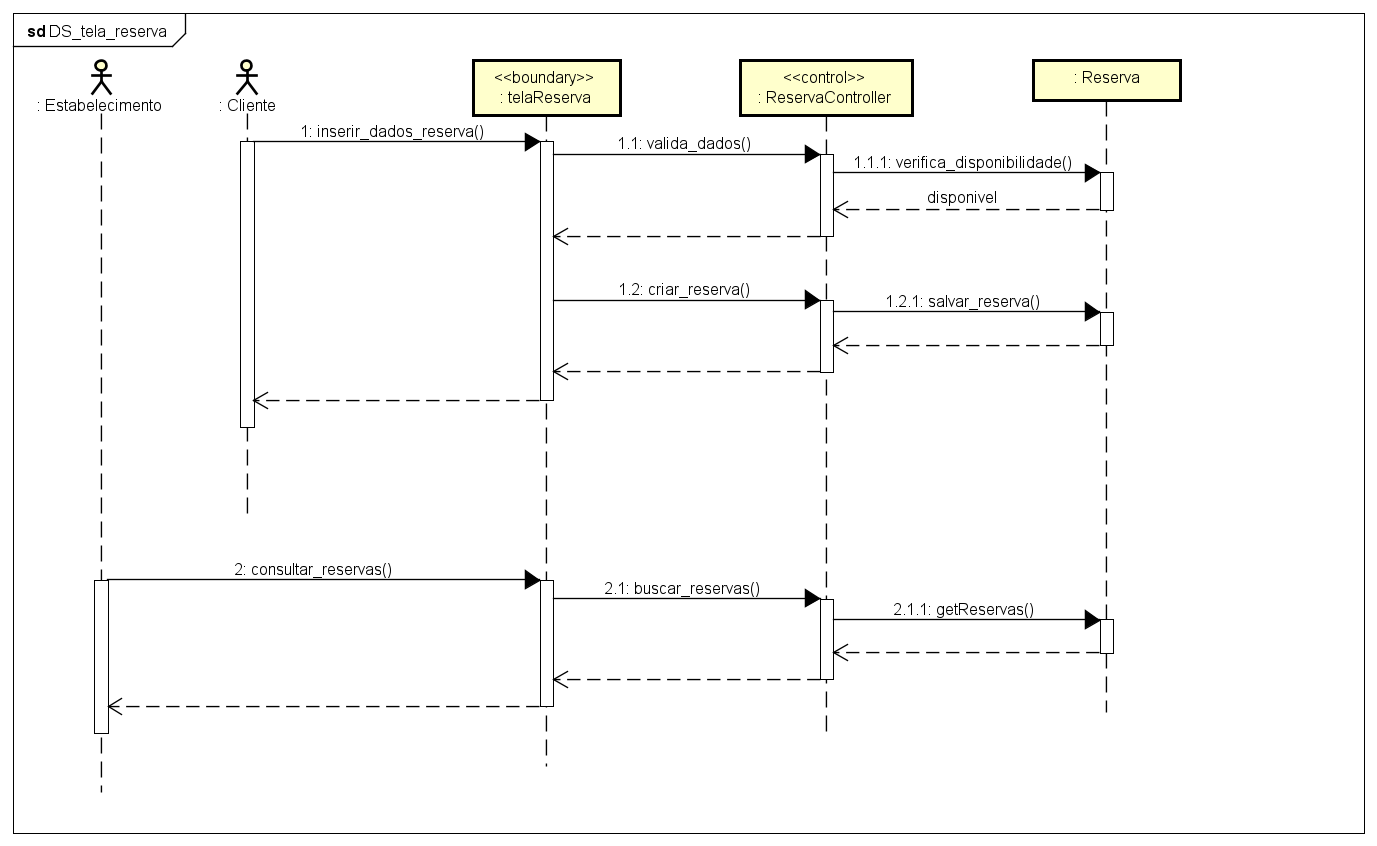 sd DS_tela_reserva
: Estabelecimento
: Cliente
<<boundary>>
: telaReserva
<<control>>
: ReservaController
: Reserva
1: inserir_dados_reserva()
1.1: valida_dados()
1.1.1: verifica_disponibilidade()
disponivel
1.2: criar_reserva()
1.2.1: salvar_reserva()
2: consultar_reservas()
2.1: buscar_reservas()
2.1.1: getReservas()